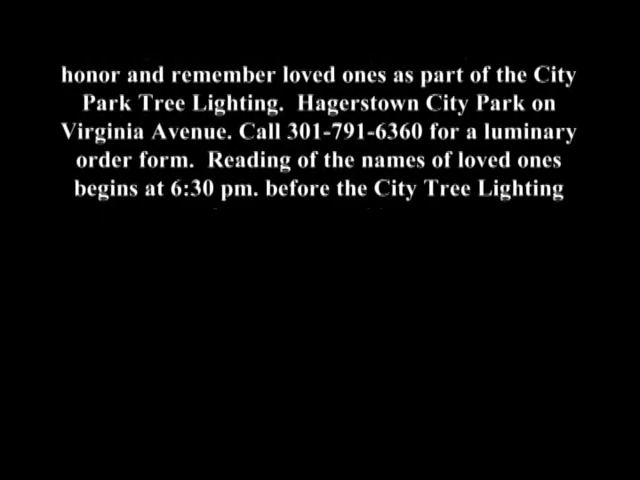 honor and remember loved ones as part of the City
Park Tree Lighting.  Hagerstown City Park on
Virginia Avenue. Call 301-791-6360 for a luminary
order form.  Reading of the names of loved ones
begins at 6:30 pm. before the City Tree Lighting